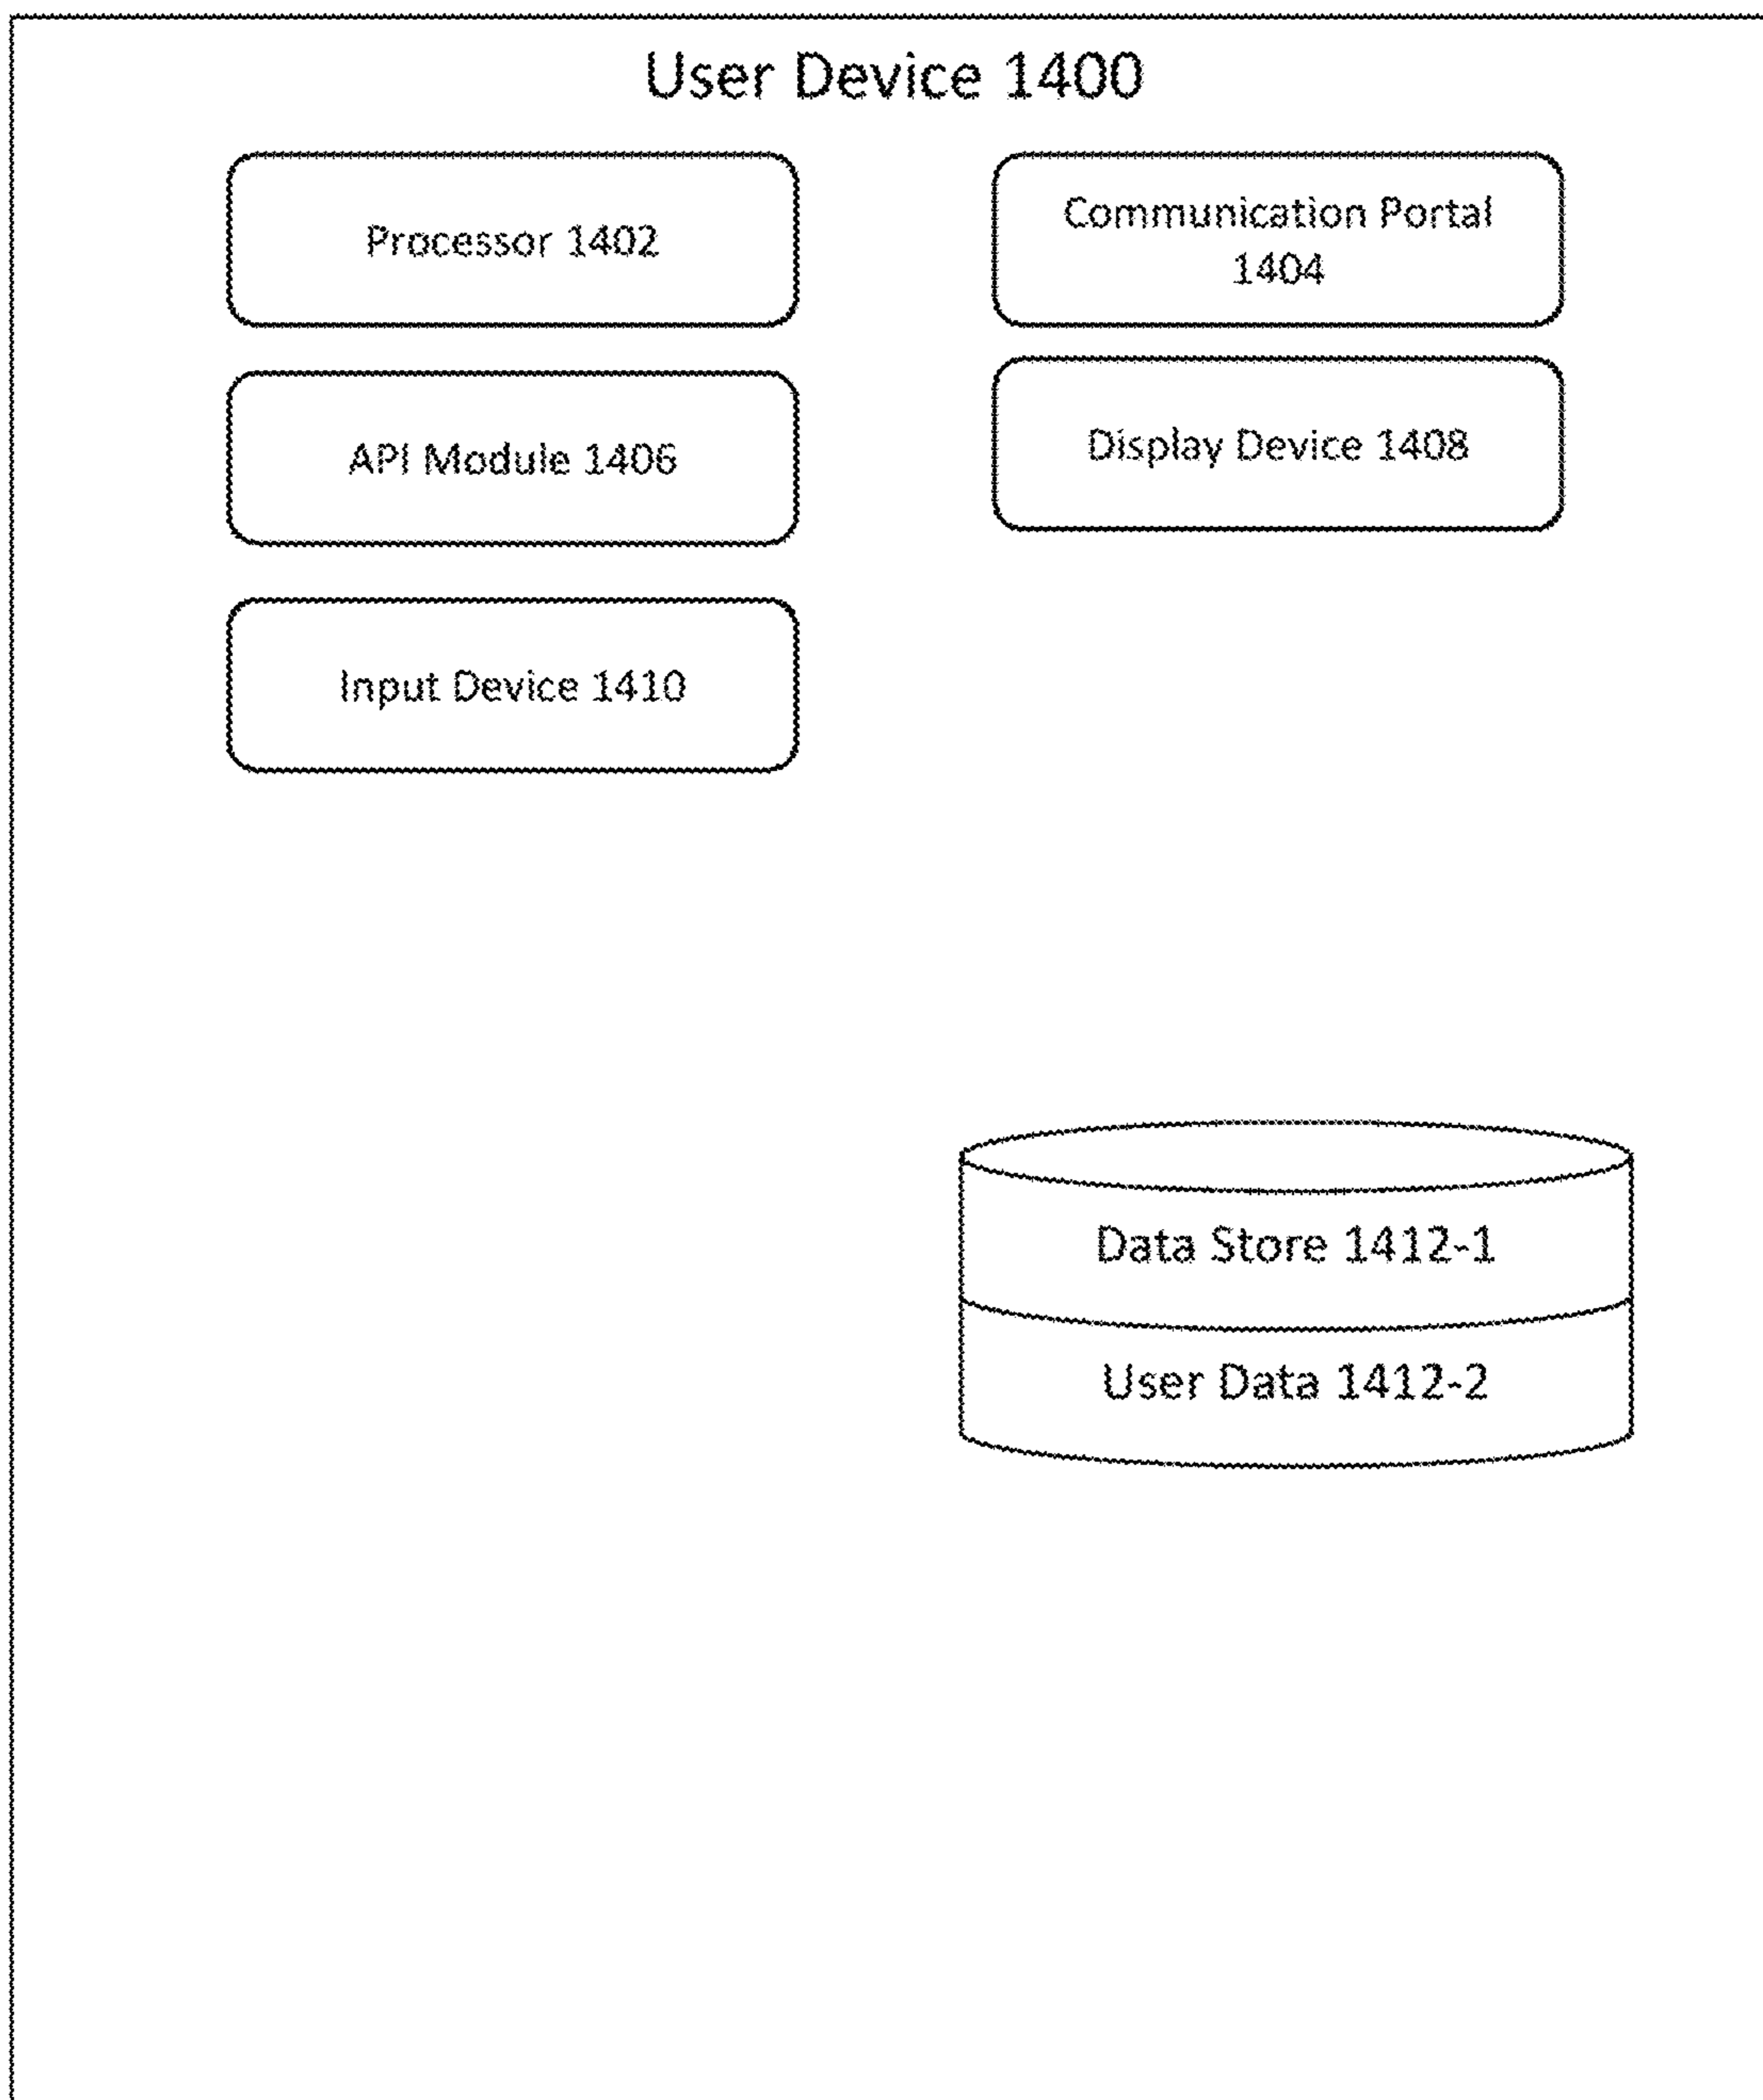 User Device 1400
Processor 1402
Communication Portal
1404
API Module 1406
Display Device 1408
Input Device 1410
Data Store 1412-1
User Data 1412-2